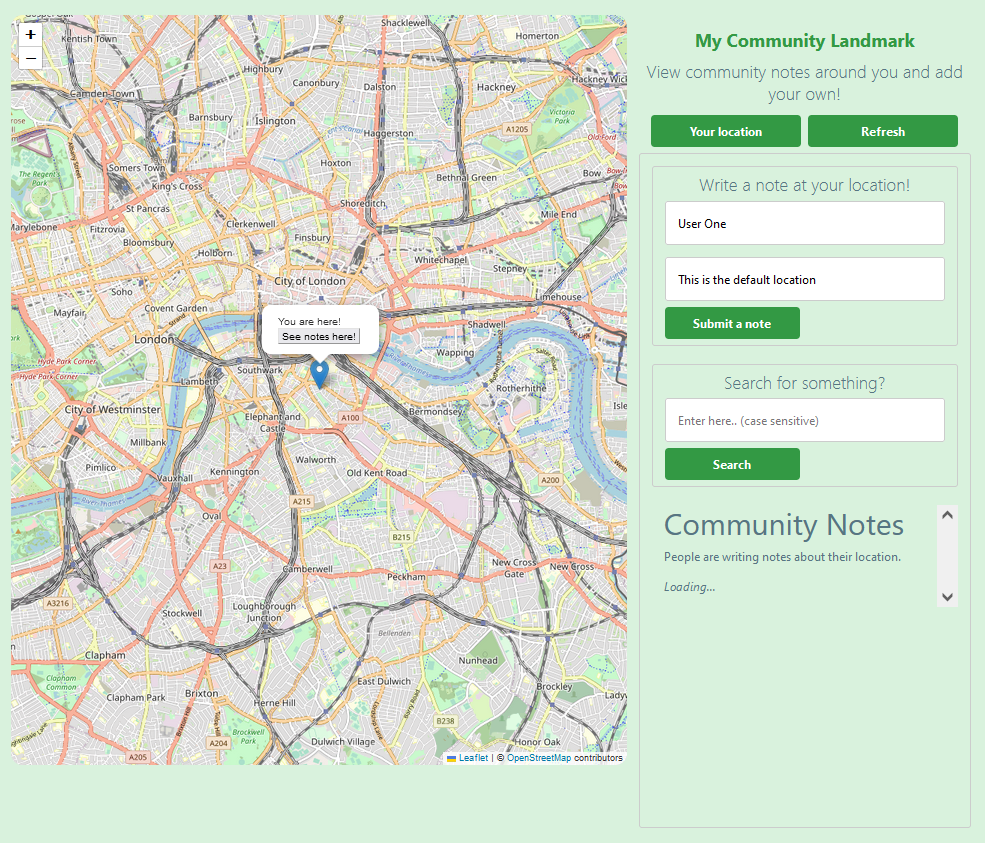 Shacklewell
Homerton
+
Kentish Town
−
Highbury
Hackney Wick
Canonbury
Dalston
Hackney
Camden Town
Barnsbury
Islington
Victoria
Park
A1205
Old Ford
Haggerston
Hoxton
Somers Town
The Regent's
Park
King's Cross
Bethnal Green
Bow
Shoreditch
St Pancras
Mile End
Marylebone
Fitzrovia
Clerkenwell
Finsbury
Bloomsbury
Holborn
Whitechapel
Stepney
City of London
Soho
Limehouse
Mayfair
Covent Garden
Strand
Shadwell
You are here!
See notes here!
London
Wapping
Hyde Park Corner
Hyde Park Corner
Lambeth
Southwark
Salter Road
Rotherhithe
City of Westminster
Elephant and
Castle
A100
Bermondsey
Isle
Millbank
Walworth
Pimlico
Kennington
Old Kent Road
Vauxhall
A200
A215
Oval
B215
A23
Camberwell
Peckham
New Cross
Gate
New Cross
A3216
Stockwell
Loughborough
Junction
Bellenden
Clapham
Nunhead
Clapham
Common
Clapham Park
Brixton
East Dulwich
Brockley
Herne Hill
Brockwell
Park
B238
A204
A205
Dulwich Village
Honor Oak
Leaflet | © OpenStreetMap contributors
My Community Landmark
View community notes around you and add
your own!
Your location
Refresh
Write a note at your location!
User One
This is the default location
Submit a note
Search for something?
Enter here.. (case sensitive)
Search
Community Notes
People are writing notes about their location.
Loading...